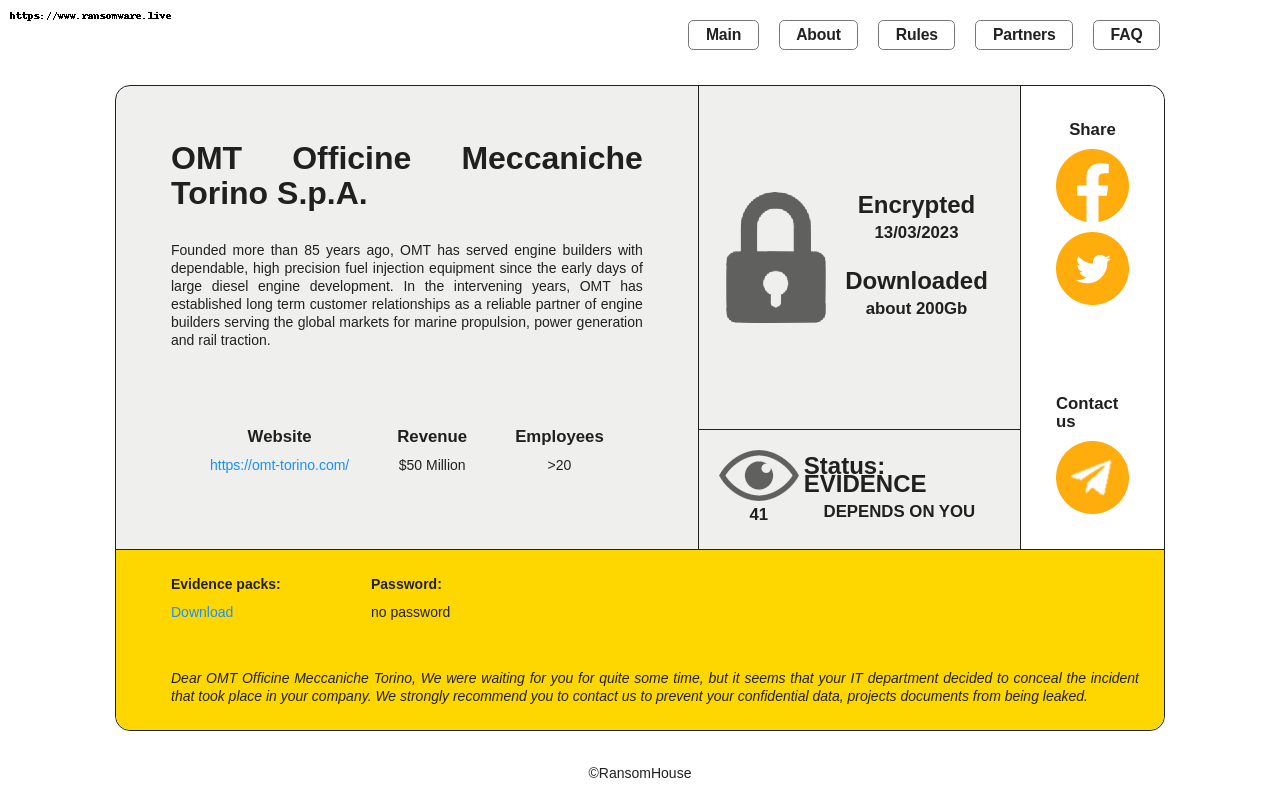 https://www.ransomware.live
Main About Rules Partners FAQ
OMT Officine Meccaniche
Torino S.p.A.
Founded more than 85 years ago, OMT has served engine builders with
dependable, high precision fuel injection equipment since the early days of
large diesel engine development. In the intervening years, OMT has
established long term customer relationships as a reliable partner of engine
builders serving the global markets for marine propulsion, power generation
and rail traction.
Website Revenue Employees
https://omt-torino.com/ $50 Million >20
Encrypted
13/03/2023
Downloaded
about 200Gb
Status:
EVIDENCE
41 DEPENDS ON YOU
Share
Contact
us
Evidence packs: Password:
Download no password
Dear OMT Officine Meccaniche Torino, We were waiting for you for quite some time, but it seems that your IT department decided to conceal the incident
that took place in your company. We strongly recommend you to contact us to prevent your confidential data, projects documents from being leaked.
©RansomHouse